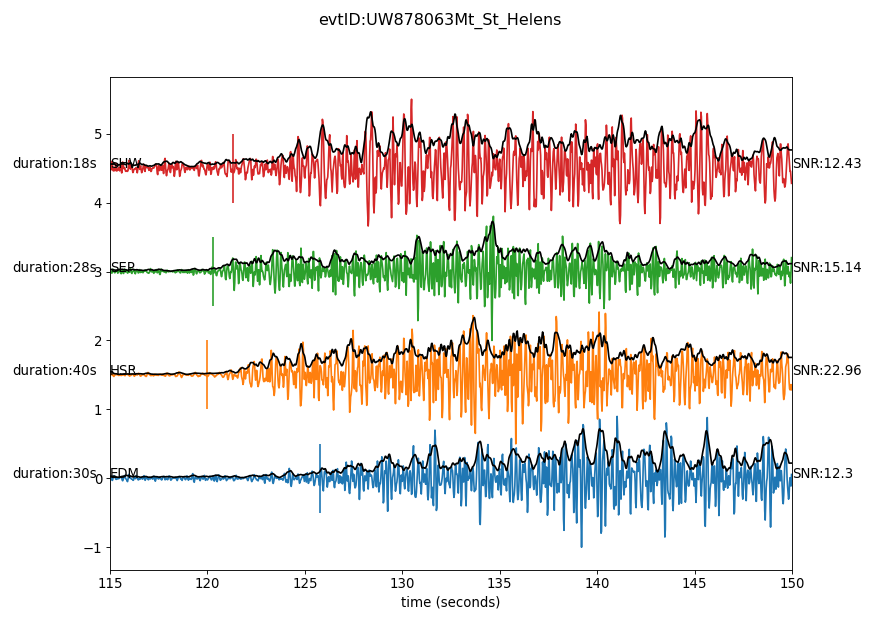 evtID:UW878063Mt_St_Helens
5
duration:18s SHW SNR:12.43
4
duration:28s SEP SNR:15.14
3
2
duration:40s HSR SNR:22.96
1
duration:30s EDM SNR:12.3
0
−1
115 120 125 130 135 140 145 150
time (seconds)